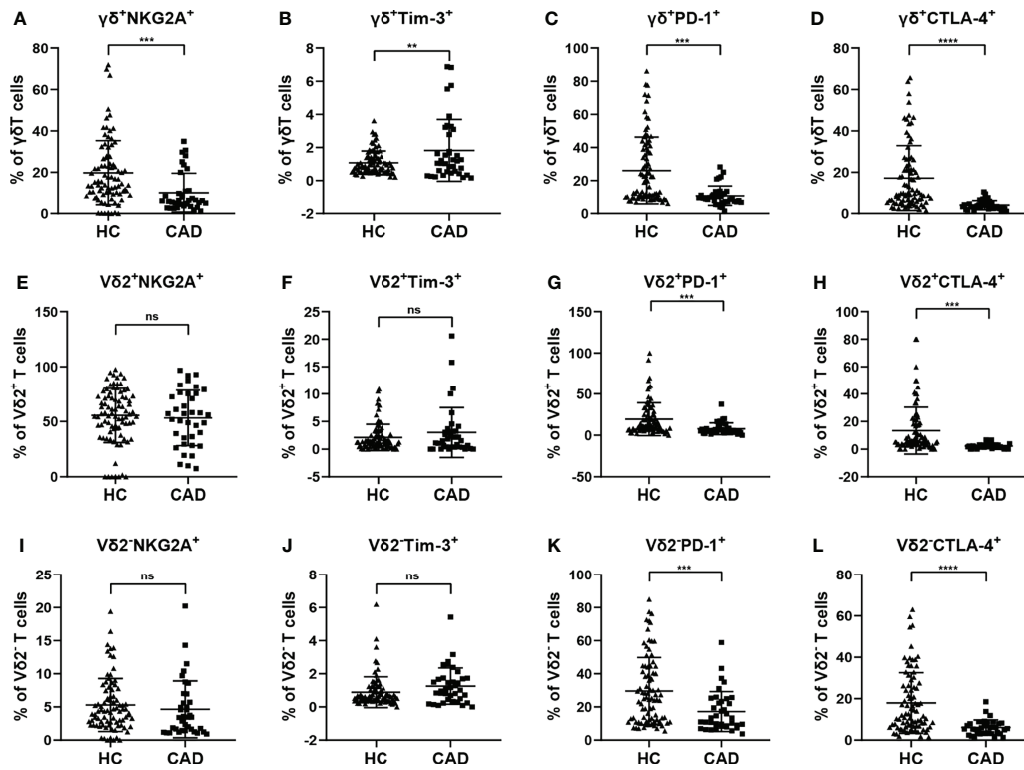 A γδ⁺NKG2A⁺
***
% of γδT cells
80
60
40
20
0
HC CAD
B γδ⁺Tim-3⁺
**
% of γδT cells
8
6
4
2
0
-2
HC CAD
C γδ⁺PD-1⁺
***
% of γδT cells
100
80
60
40
20
0
HC CAD
D γδ⁺CTLA-4⁺
****
% of γδT cells
80
60
40
20
0
HC CAD
E Vδ2⁺NKG2A⁺
ns
% of Vδ2⁺ T cells
150
100
50
0
HC CAD
F Vδ2⁺Tim-3⁺
ns
% of Vδ2⁺ T cells
25
20
15
10
5
0
-5
HC CAD
G Vδ2⁺PD-1⁺
***
% of Vδ2⁺ T cells
150
100
50
0
-50
HC CAD
H Vδ2⁺CTLA-4⁺
***
% of Vδ2⁺ T cells
100
80
60
40
20
0
-20
HC CAD
I Vδ2⁻NKG2A⁺
ns
% of Vδ2⁻ T cells
25
20
15
10
5
0
HC CAD
J Vδ2⁻Tim-3⁺
ns
% of Vδ2⁻ T cells
8
6
4
2
0
-2
HC CAD
K Vδ2⁻PD-1⁺
***
% of Vδ2⁻ T cells
100
80
60
40
20
0
HC CAD
L Vδ2⁻CTLA-4⁺
****
% of Vδ2⁻ T cells
80
60
40
20
0
HC CAD